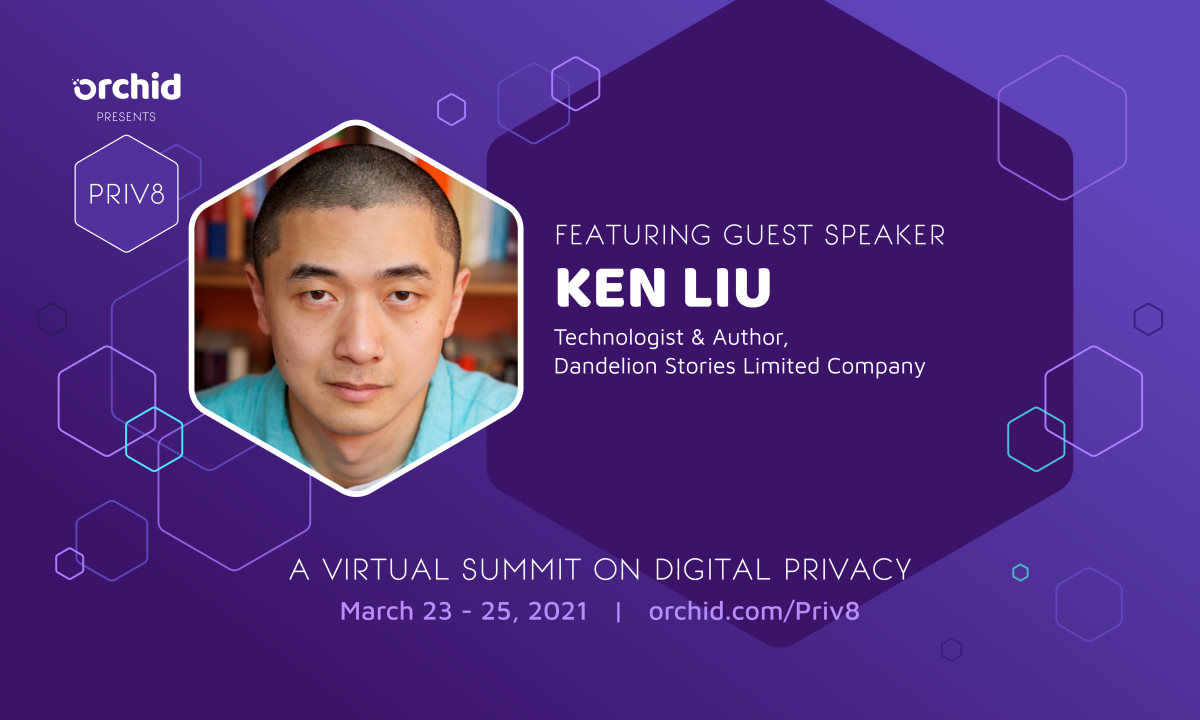 orchid
PRESENTS
PRIV8
FEATURING GUEST SPEAKER
KEN LIU
Technologist & Author,
Dandelion Stories Limited Company
A VIRTUAL SUMMIT ON DIGITAL PRIVACY
March 23 - 25, 2021 | orchid.com/Priv8